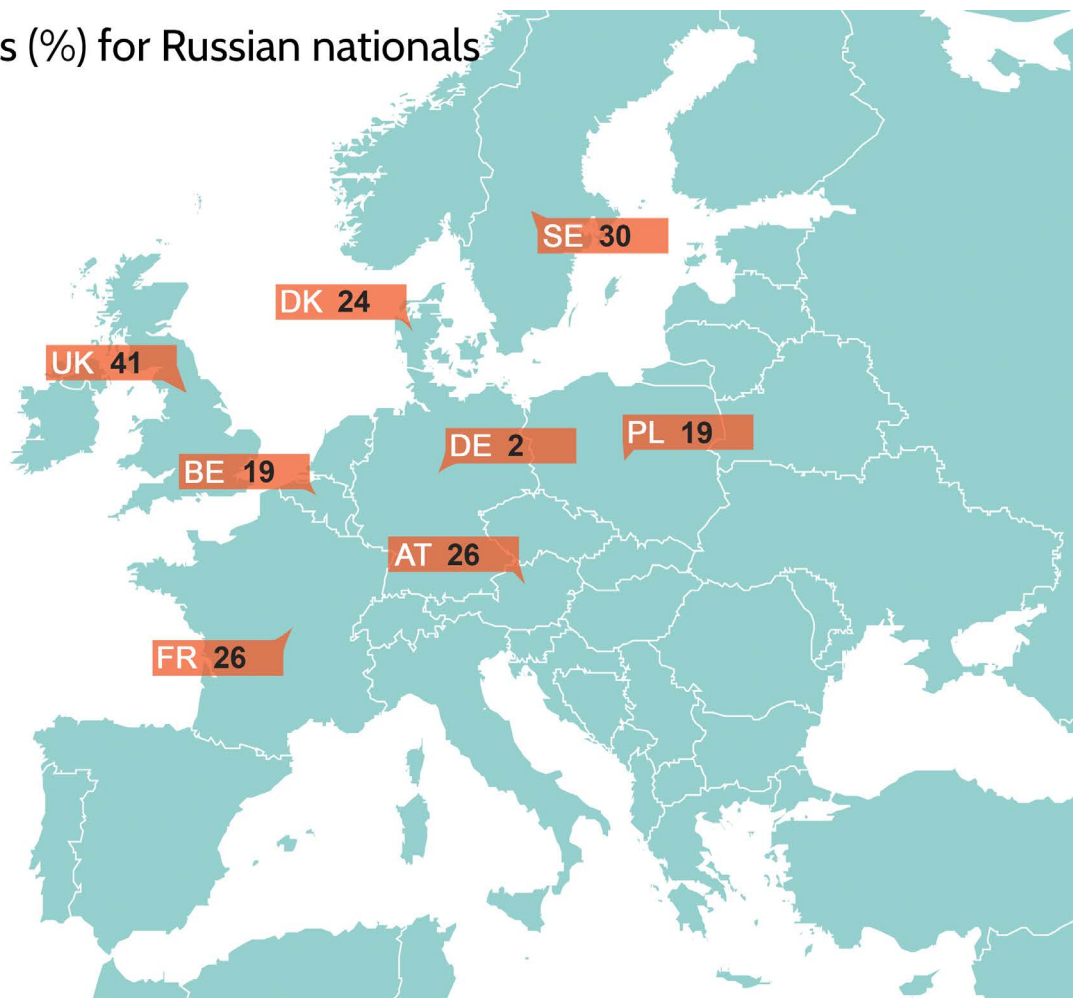 s (%) for Russian nationals
SE 30
DK 24
UK 41
PL 19
DE 2
BE 19
AT 26
FR 26